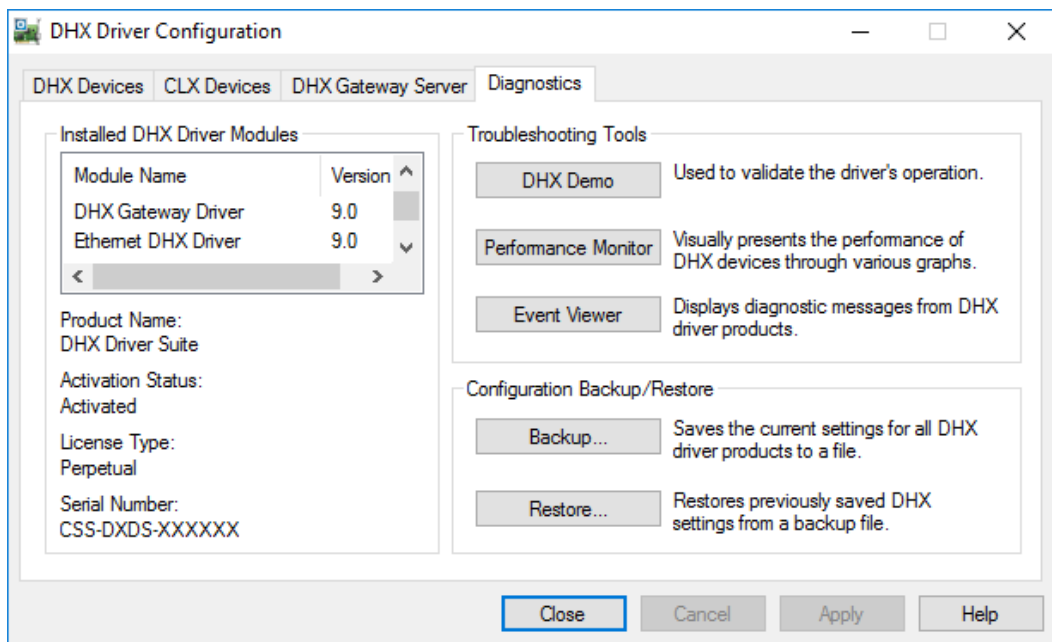 DHX Driver Configuration
DHX Devices
CLX Devices
DHX Gateway Server
Diagnostics
Installed DHX Driver Modules
Module Name Version
DHX Gateway Driver 9.0
Ethernet DHX Driver 9.0
Product Name:
DHX Driver Suite
Activation Status:
Activated
License Type:
Perpetual
Serial Number:
CSS-DXDS-XXXXXX
Troubleshooting Tools
DHX Demo
Used to validate the driver's operation.
Performance Monitor
Visually presents the performance of
DHX devices through various graphs.
Event Viewer
Displays diagnostic messages from DHX
driver products.
Configuration Backup/Restore
Backup...
Saves the current settings for all DHX
driver products to a file.
Restore...
Restores previously saved DHX
settings from a backup file.
Close
Cancel
Apply
Help